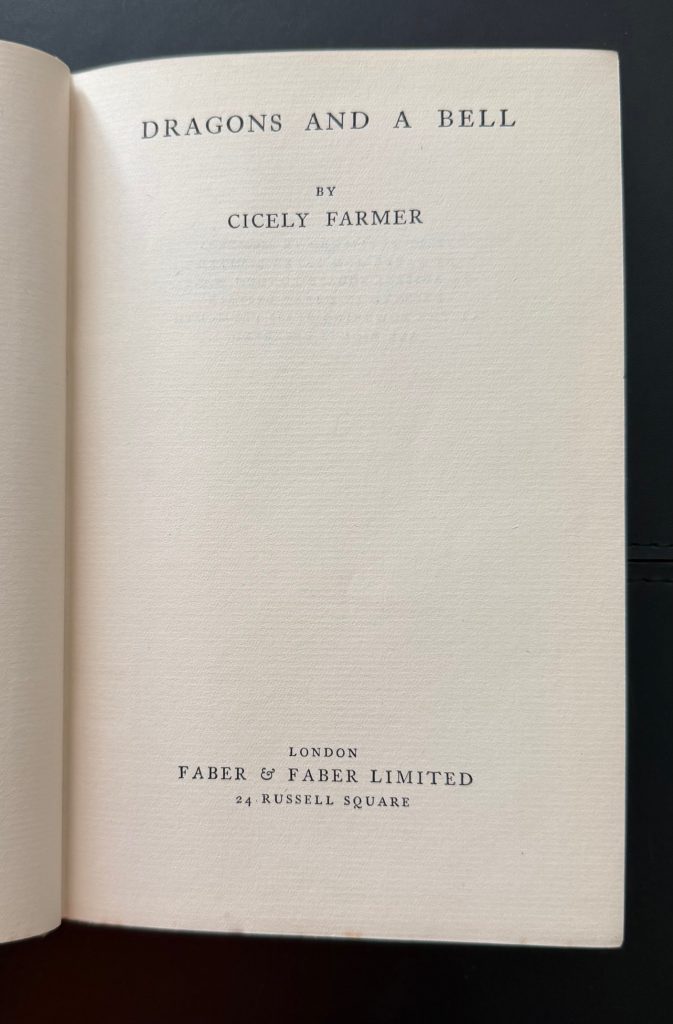 DRAGONS AND A BELL
BY
CICELY FARMER
LONDON
FABER & FABER LIMITED
24 RUSSELL SQUARE